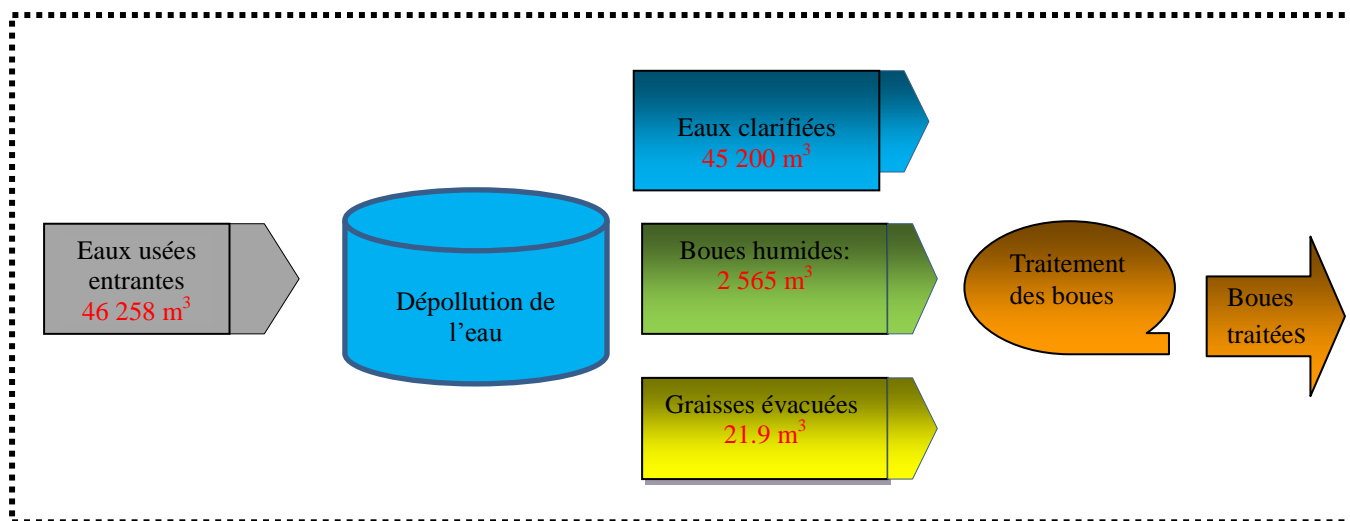 Eaux usées
entrantes
46 258 m³
Dépollution de
l’eau
Eaux clarifiées
45 200 m³
Boues humides:
2 565 m³
Graisses évacuées
21.9 m³
Traitement
des boues
Boues
traitées